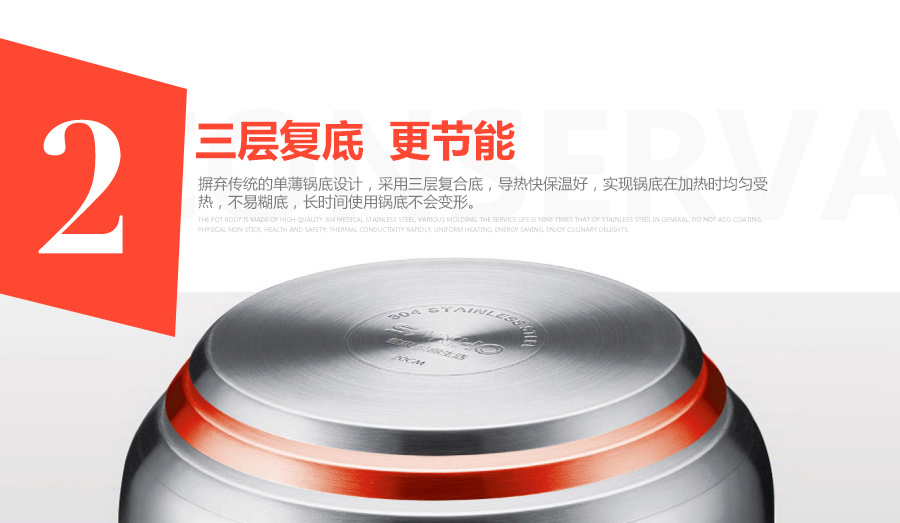 CONSERVA
2
三层复底 更节能
摒弃传统的单薄锅底设计，采用三层复合底，导热快保温好，实现锅底在加热时均匀受
热，不易糊底，长时间使用锅底不会变形。
THE POT BODY IS MADE OF HIGH QUALITY 304 MEDICAL STAINLESS STEEL, VARIOUS MOLDING, THE SERVICE LIFE IS NINE TIMES THAT OF STAINLESS STEEL IN GENERAL, DO NOT ADD COATING,
PHYSICAL NON STICK, HEALTH AND SAFETY, THERMAL CONDUCTIVITY RAPIDLY, UNIFORM HEATING, ENERGY SAVING, ENJOY CULINARY DELIGHTS.
304 STAINLESS STEEL
20CM